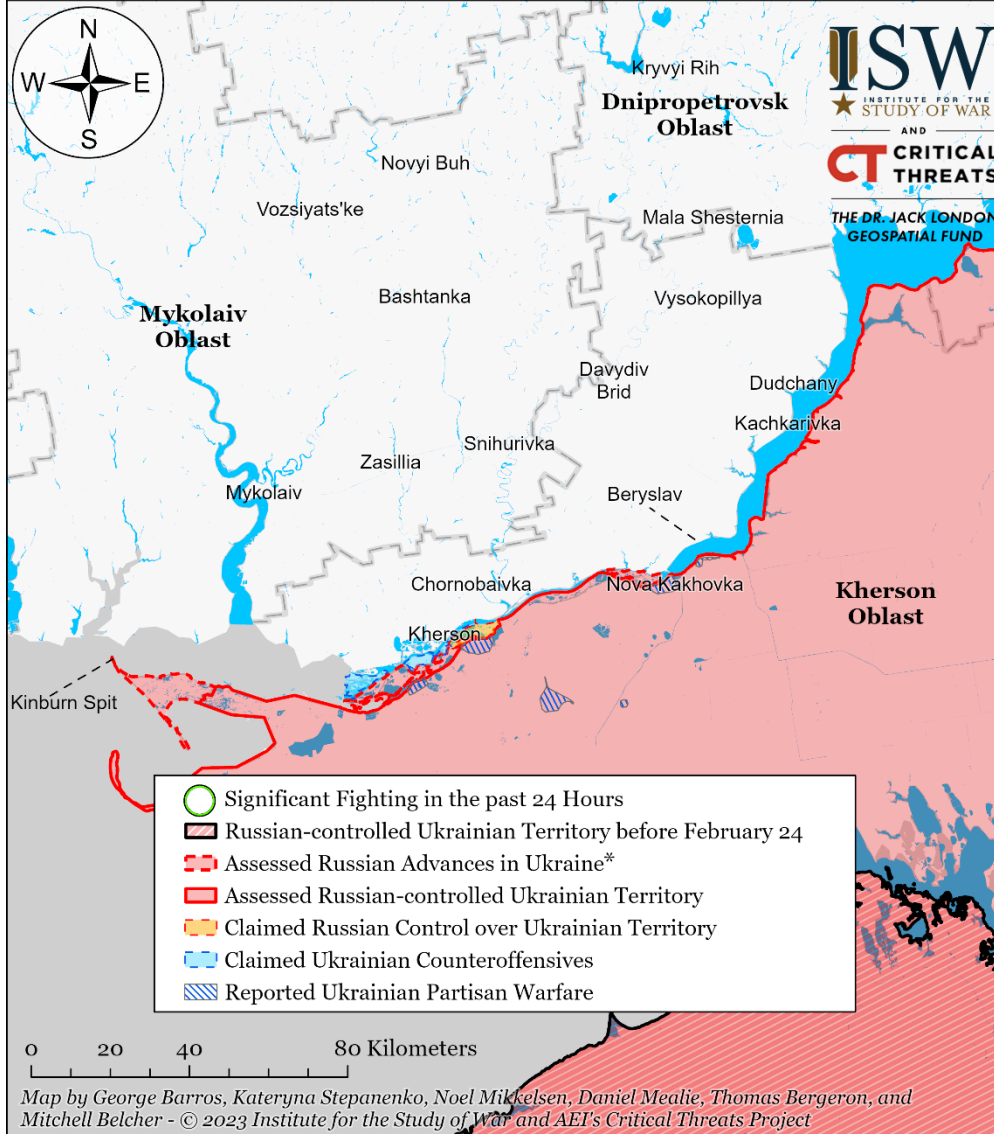 N
W
E
S
ISW
INSTITUTE FOR THE
STUDY OF WAR
AND
CT CRITICAL
THREATS
THE DR. JACK LONDON
GEOSPATIAL FUND
Kryvyi Rih
Dnipropetrovsk
Oblast
Novyi Buh
Vozsiyats'ke
Mala Shesternia
Bashtanka
Vysokopillya
Mykolaiv
Oblast
Davydiv
Brid
Dudchany
Kachkarivka
Snihurivka
Zasillia
Mykolaiv
Beryslav
Chornobaivka
Nova Kakhovka
Kherson
Oblast
Kherson
Kinburn Spit
Significant Fighting in the past 24 Hours
Russian-controlled Ukrainian Territory before February 24
Assessed Russian Advances in Ukraine*
Assessed Russian-controlled Ukrainian Territory
Claimed Russian Control over Ukrainian Territory
Claimed Ukrainian Counteroffensives
Reported Ukrainian Partisan Warfare
0 20 40 80 Kilometers
Map by George Barros, Kateryna Stepanenko, Noel Mikkelsen, Daniel Mealie, Thomas Bergeron, and
Mitchell Belcher - © 2023 Institute for the Study of War and AEI's Critical Threats Project